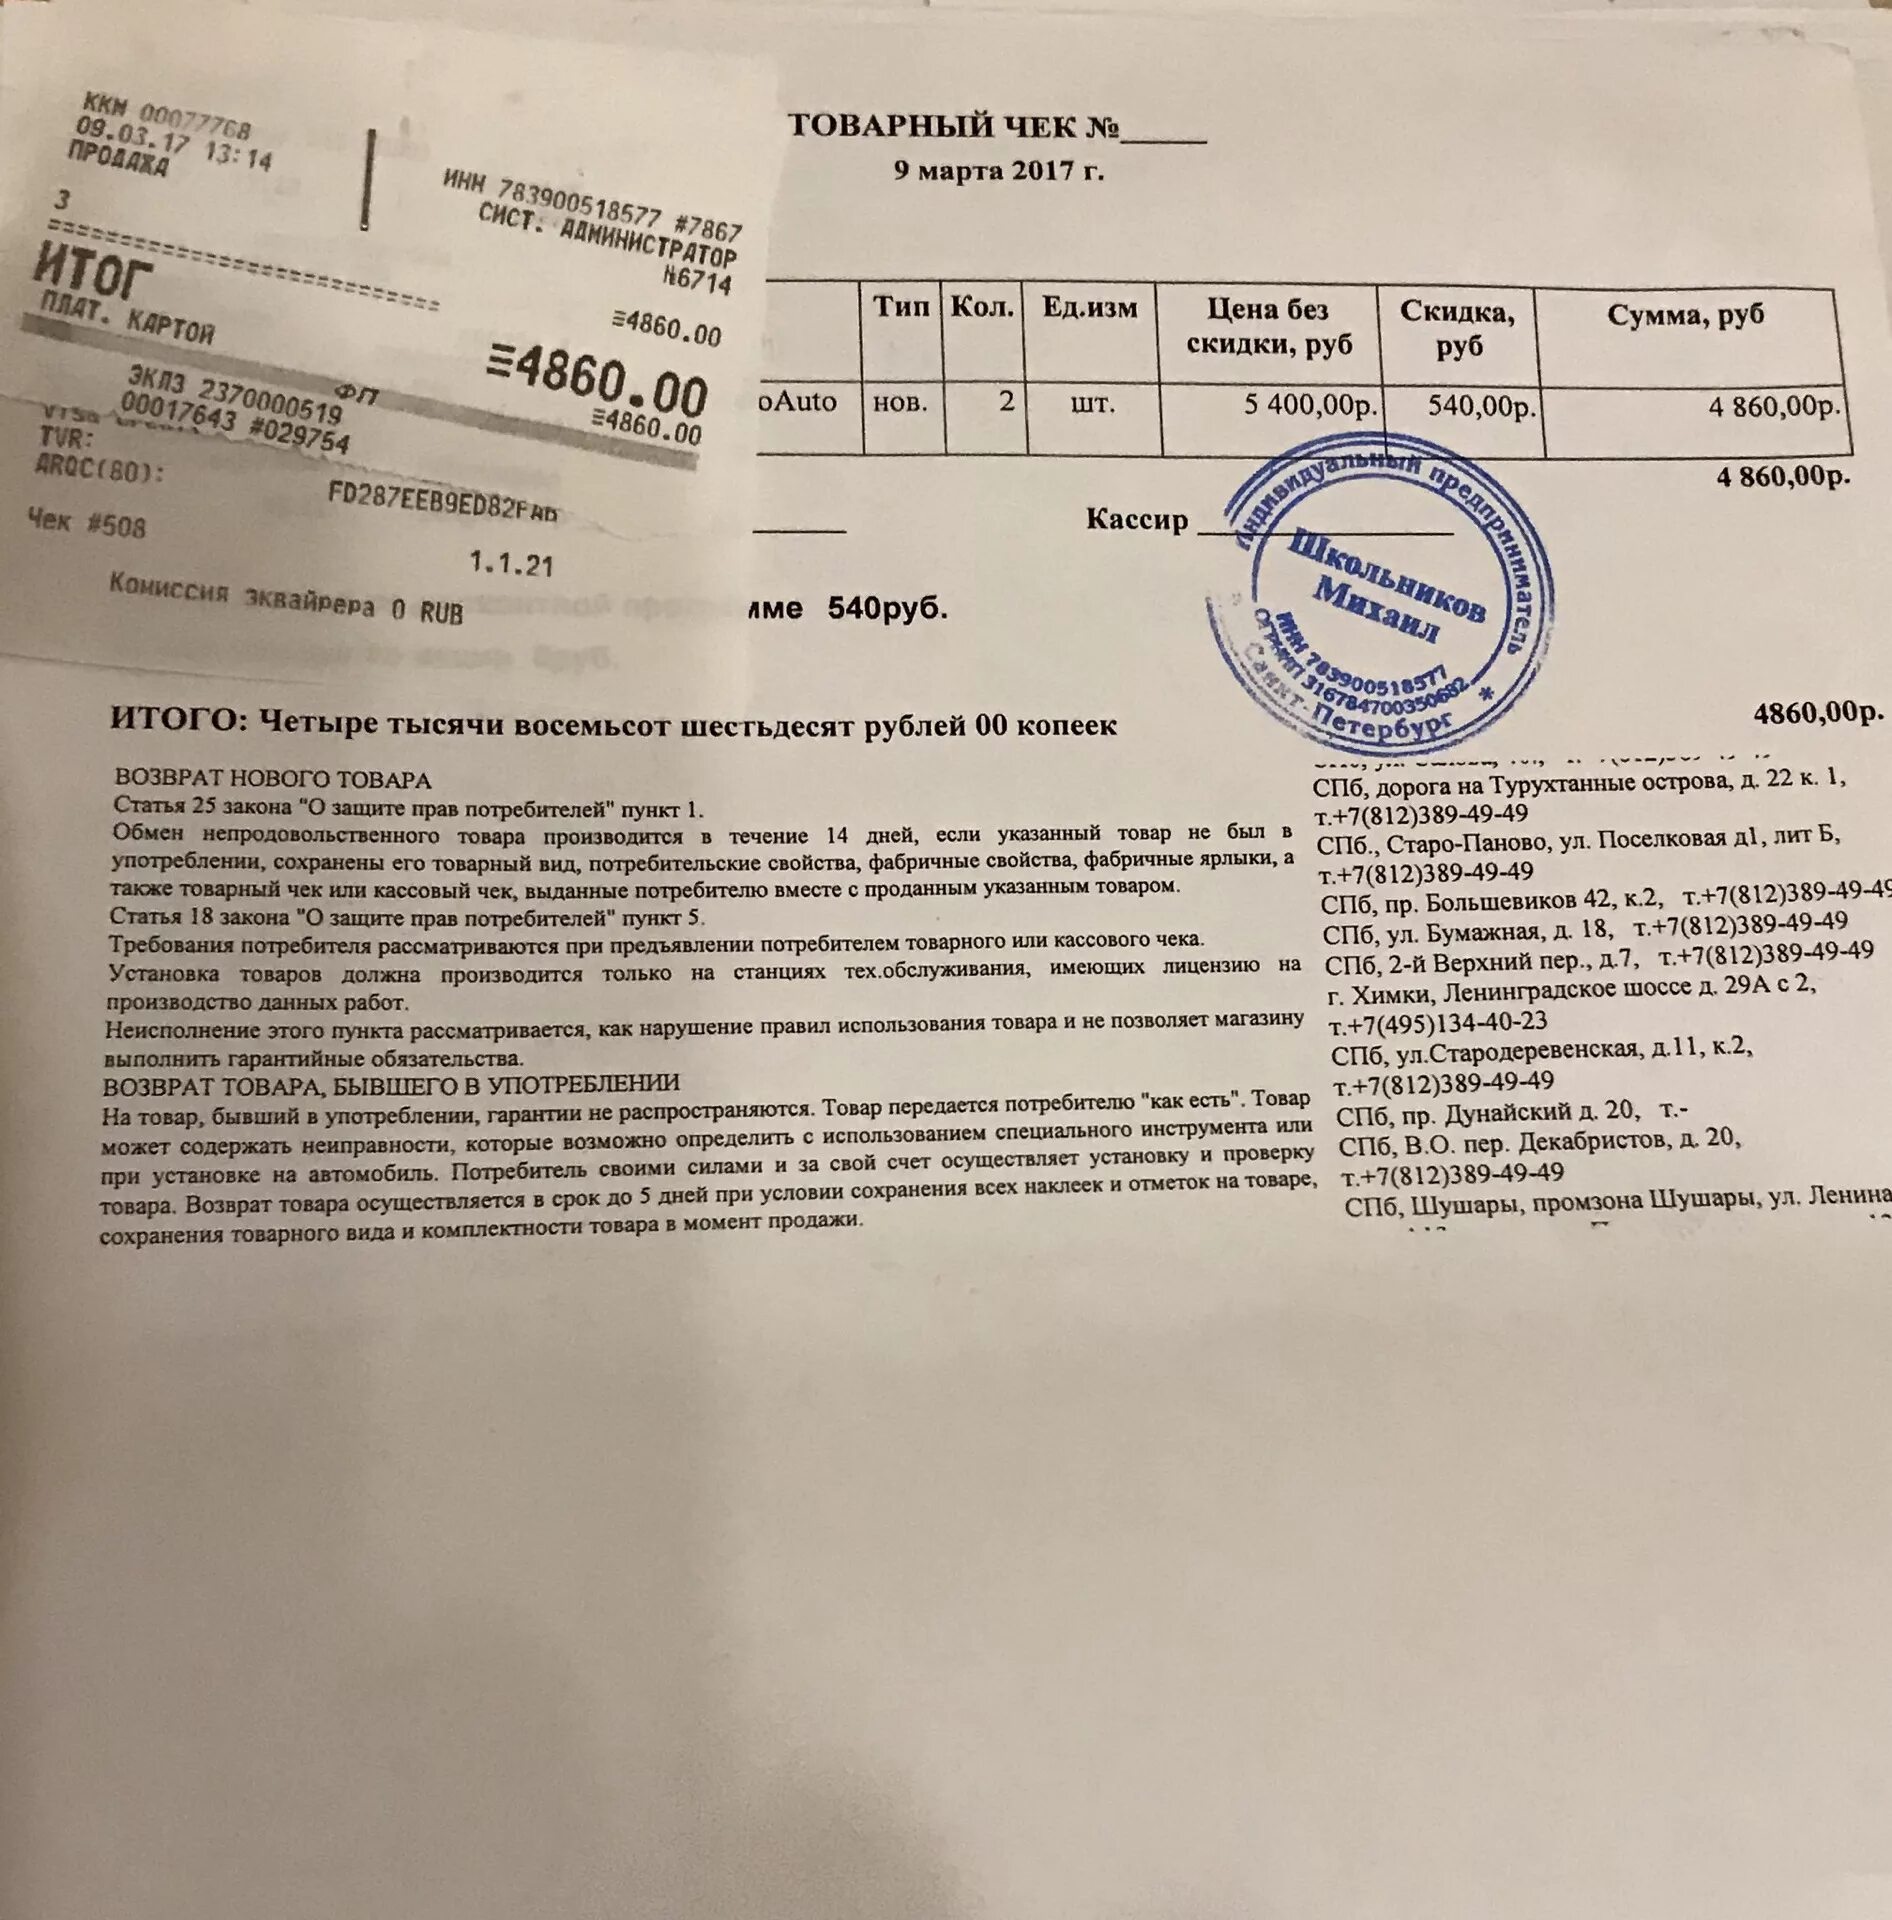 ККМ 00077768
09.03.17 13:14
ПРОДАЖА
ИНН 783900518577 #7867
СИСТ. АДМИНИСТРАТОР
№6714
3
≡4860.00
ИТОГ ≡4860.00
ПЛАТ. КАРТОЙ ≡4860.00
ФП
ЭКЛЗ 2370000519
00017643 #029754
TVR:
ARQC(80):
FD287EEB9ED82FAD
Чек #508
1.1.21
Комиссия эквайрера 0 RUB
ТОВАРНЫЙ ЧЕК №
9 марта 2017 г.
Тип Кол. Ед.изм Цена без скидки, руб Скидка, руб Сумма, руб
oAuto нов. 2 шт. 5 400,00р. 540,00р. 4 860,00р.
4 860,00р.
Кассир
мме 540руб.
Индивидуальный предприниматель
Школьников
Михаил
ИНН 783900518577
ОГРНИП 316784700350682
Санкт-Петербург *
ИТОГО: Четыре тысячи восемьсот шестьдесят рублей 00 копеек 4860,00р.
ВОЗВРАТ НОВОГО ТОВАРА
Статья 25 закона "О защите прав потребителей" пункт 1.
Обмен непродовольственного товара производится в течение 14 дней, если указанный товар не был в
употреблении, сохранены его товарный вид, потребительские свойства, фабричные свойства, фабричные ярлыки, а
также товарный чек или кассовый чек, выданные потребителю вместе с проданным указанным товаром.
Статья 18 закона "О защите прав потребителей" пункт 5.
Требования потребителя рассматриваются при предъявлении потребителем товарного или кассового чека.
Установка товаров должна производится только на станциях тех.обслуживания, имеющих лицензию на
производство данных работ.
Неисполнение этого пункта рассматривается, как нарушение правил использования товара и не позволяет магазину
выполнить гарантийные обязательства.
ВОЗВРАТ ТОВАРА, БЫВШЕГО В УПОТРЕБЛЕНИИ
На товар, бывший в употреблении, гарантии не распространяются. Товар передается потребителю "как есть". Товар
может содержать неиправности, которые возможно определить с использованием специального инструмента или
при установке на автомобиль. Потребитель своими силами и за свой счет осуществляет установку и проверку
товара. Возврат товара осуществляется в срок до 5 дней при условии сохранения всех наклеек и отметок на товаре,
сохранения товарного вида и комплектности товара в момент продажи.
СПб, дорога на Турухтанные острова, д. 22 к. 1,
т.+7(812)389-49-49
СПб., Старо-Паново, ул. Поселковая д1, лит Б,
т.+7(812)389-49-49
СПб, пр. Большевиков 42, к.2, т.+7(812)389-49-49
СПб, ул. Бумажная, д. 18, т.+7(812)389-49-49
СПб, 2-й Верхний пер., д.7, т.+7(812)389-49-49
г. Химки, Ленинградское шоссе д. 29А с 2,
т.+7(495)134-40-23
СПб, ул.Стародеревенская, д.11, к.2,
т.+7(812)389-49-49
СПб, пр. Дунайский д. 20, т.-
СПб, В.О. пер. Декабристов, д. 20,
т.+7(812)389-49-49
СПб, Шушары, промзона Шушары, ул. Ленина